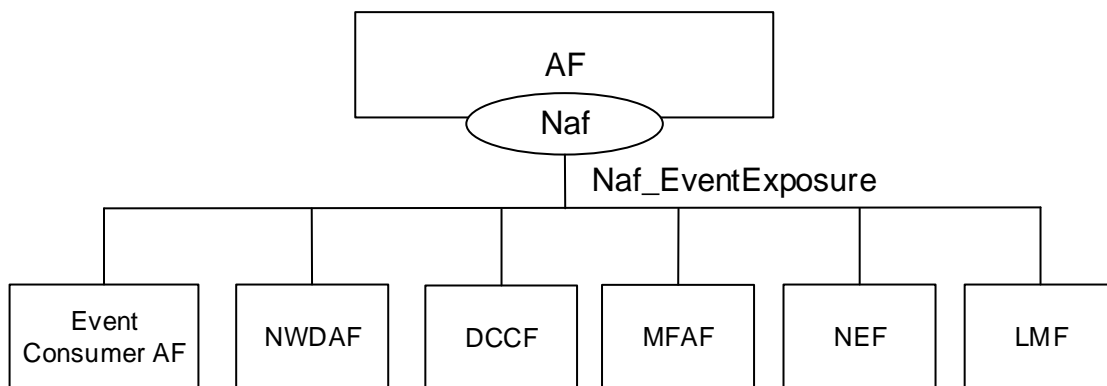 AF
Naf
Naf_EventExposure
Event
Consumer AF
NWDAF
DCCF
MFAF
NEF
LMF